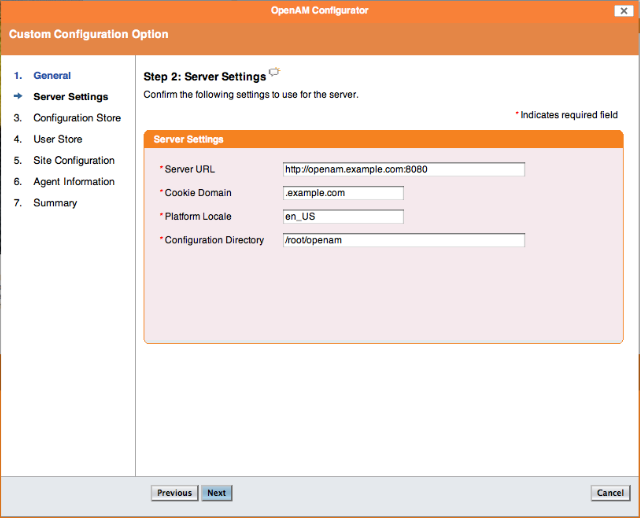 OpenAM Configurator
Custom Configuration Option
1. General
Server Settings
3. Configuration Store
4. User Store
5. Site Configuration
6. Agent Information
7. Summary
Step 2: Server Settings
Confirm the following settings to use for the server.
* Indicates required field
Server Settings
* Server URL http://openam.example.com:8080
* Cookie Domain .example.com
* Platform Locale en_US
* Configuration Directory /root/openam
Previous Next Cancel